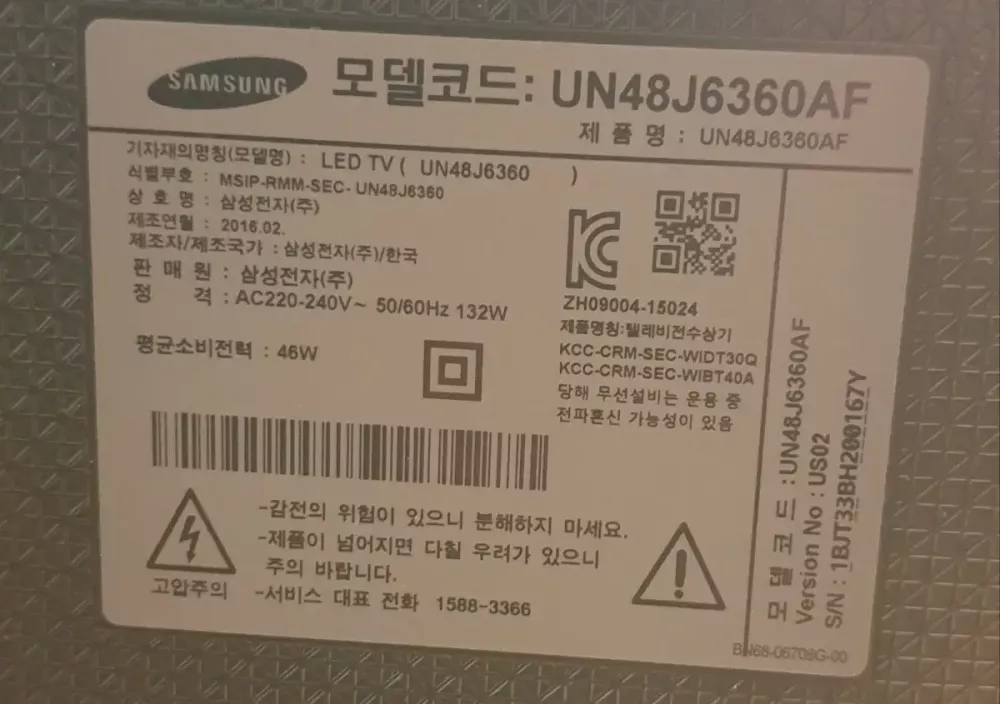 SAMSUNG 모델코드: UN48J6360AF
제 품 명 : UN48J6360AF
기자재의명칭(모델명) : LED TV ( UN48J6360 )
식별부호 : MSIP-RMM-SEC- UN48J6360
상 호 명 : 삼성전자(주)
제조연월 : 2016.02.
제조자/제조국가 : 삼성전자(주)/한국
판 매 원 : 삼성전자(주)
정 격 : AC220-240V~ 50/60Hz 132W
평균소비전력 : 46W
ZH09004-15024
제품명칭:텔레비전수상기
KCC-CRM-SEC-WIDT30Q
KCC-CRM-SEC-WIBT40A
당해 무선설비는 운용 중
전파혼신 가능성이 있음
고압주의
-감전의 위험이 있으니 분해하지 마세요.
-제품이 넘어지면 다칠 우려가 있으니
주의 바랍니다.
-서비스 대표 전화 1588-3366
모 델 코 드 :UN48J6360AF
Version No : US02
S/N : 1BJT33BH200167Y
BN68-06708G-00